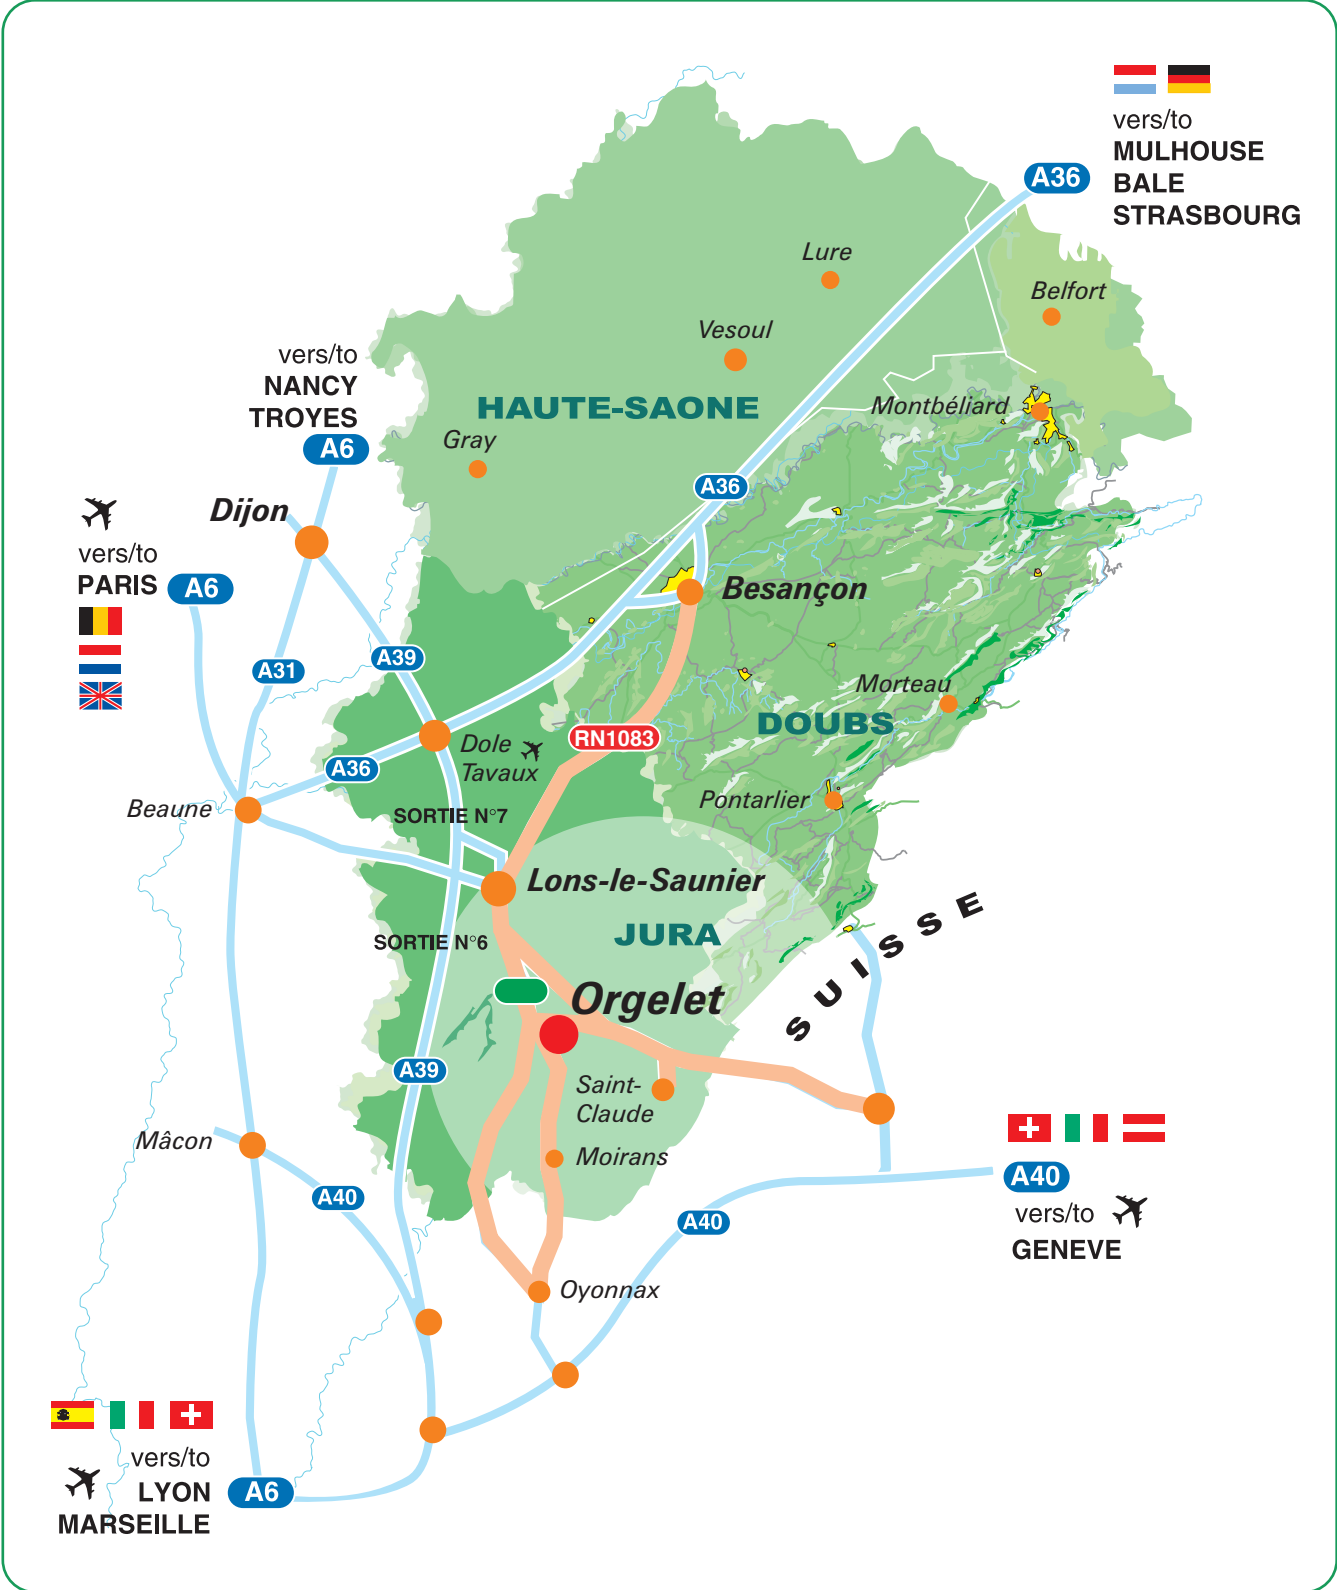 vers/to
MULHOUSE
BALE
STRASBOURG
A36
Lure
Belfort
Vesoul
vers/to
NANCY
TROYES
A6
HAUTE-SAONE
Montbéliard
Gray
A36
Dijon
vers/to
PARIS
A6
Besançon
A31
A39
Morteau
DOUBS
RN1083
Dole
Tavaux
A36
Beaune
Pontarlier
SORTIE N°7
Lons-le-Saunier
SUISSE
JURA
SORTIE N°6
Orgelet
A39
Saint-
Claude
Mâcon
Moirans
A40
A40
vers/to
GENEVE
A40
Oyonnax
vers/to
LYON
MARSEILLE
A6